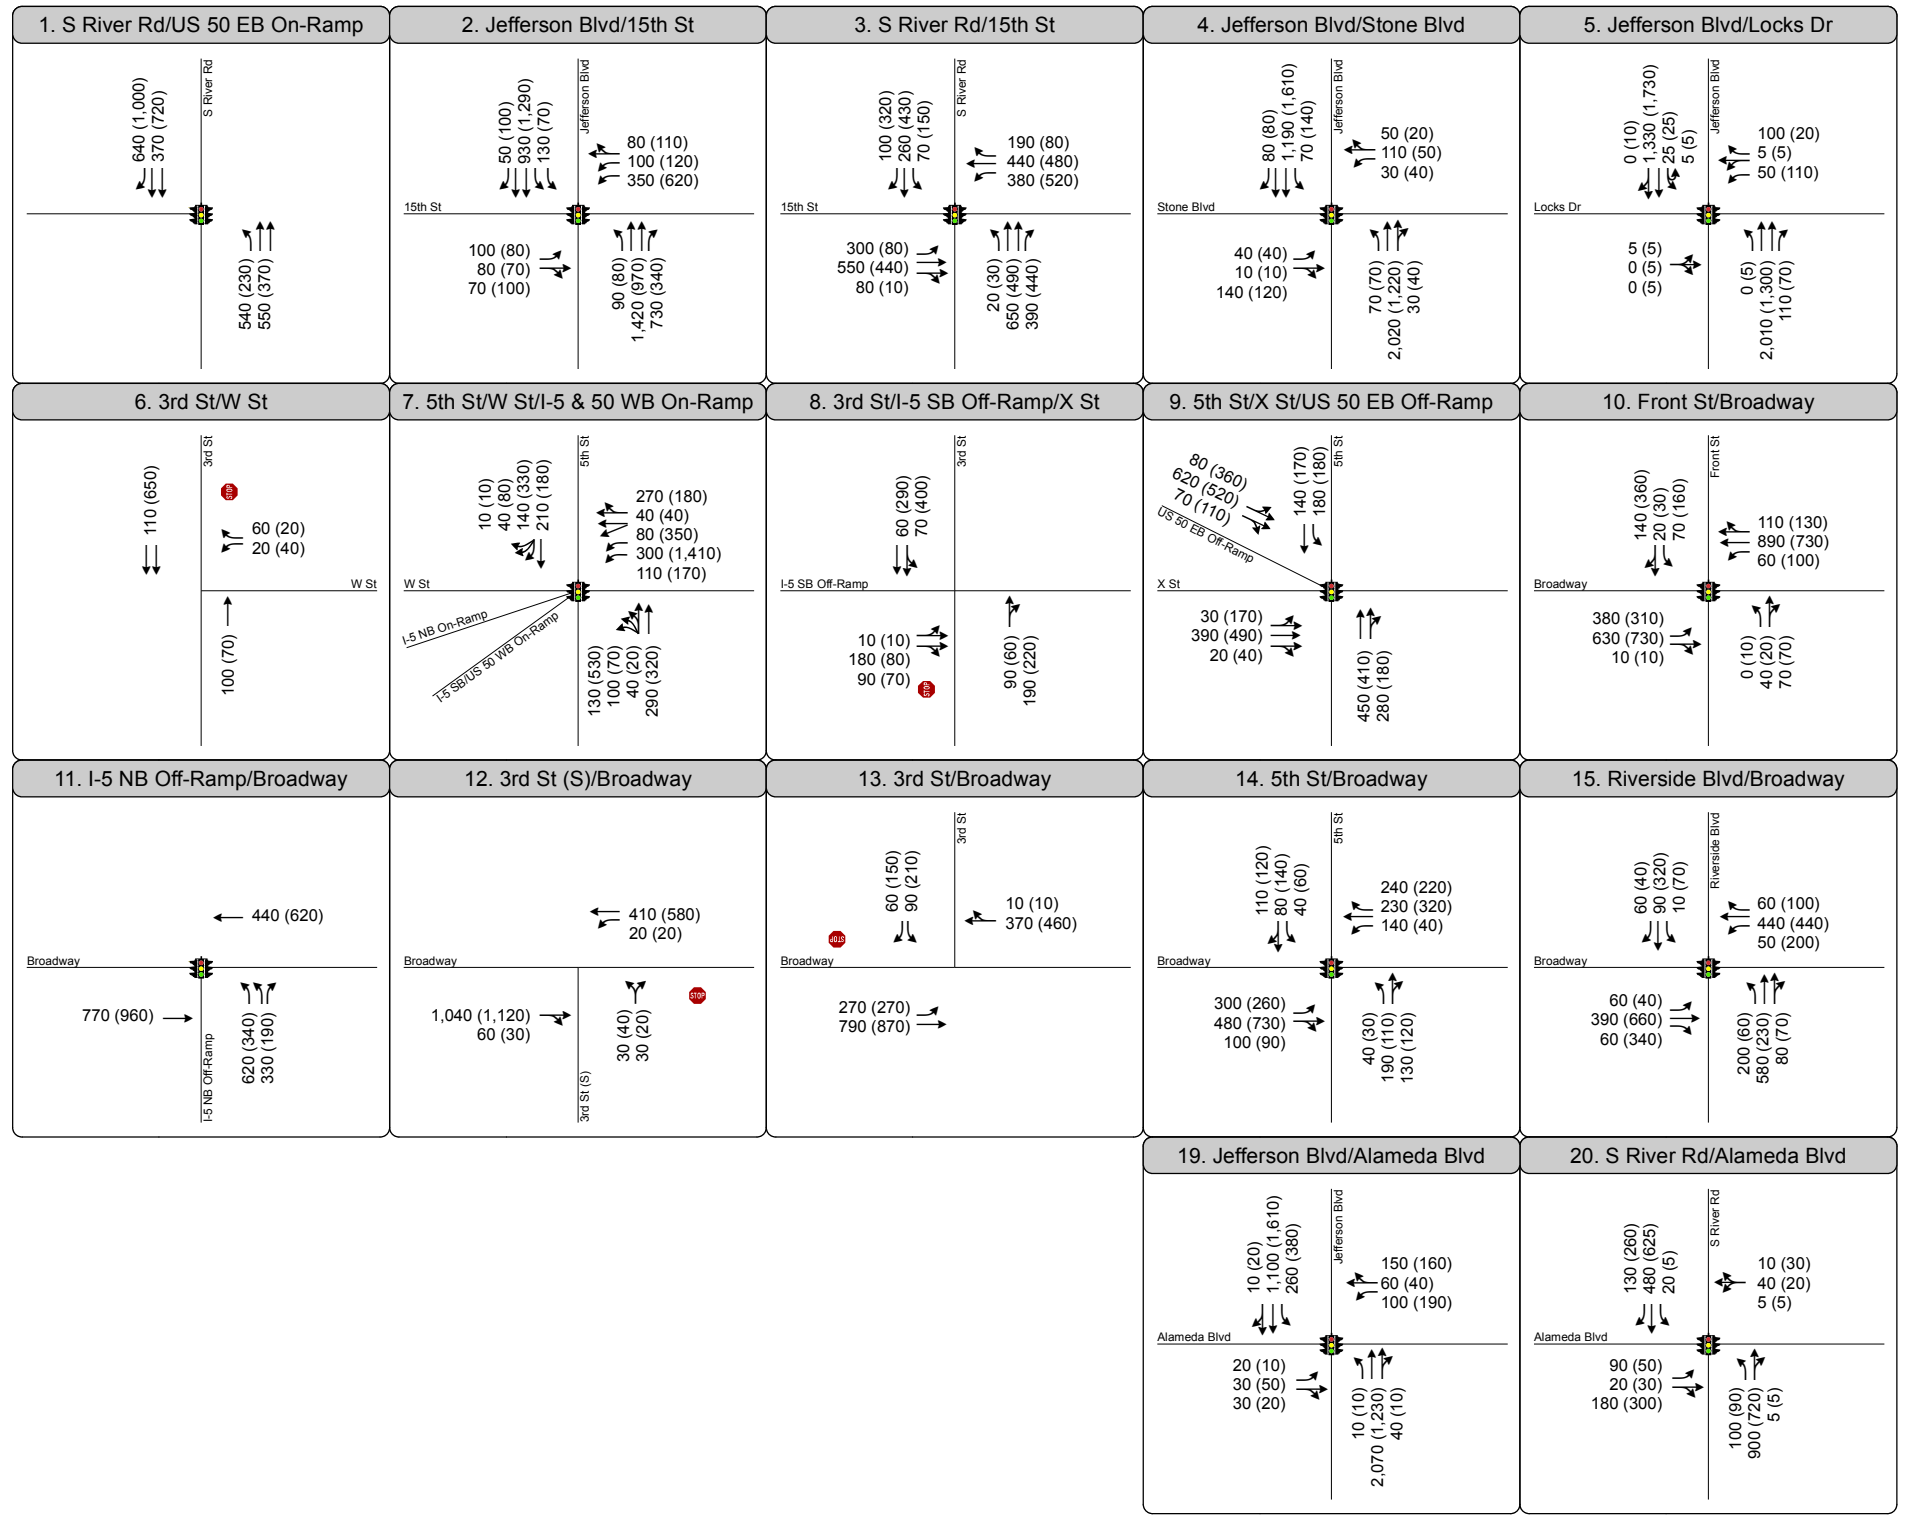 1. S River Rd/US 50 EB On-Ramp
640 (1,000)
370 (720)
S River Rd
540 (230)
550 (370)
2. Jefferson Blvd/15th St
50 (100)
930 (1,290)
130 (70)
Jefferson Blvd
80 (110)
100 (120)
350 (620)
15th St
100 (80)
80 (70)
70 (100)
90 (80)
1,420 (970)
730 (340)
3. S River Rd/15th St
100 (320)
260 (430)
70 (150)
S River Rd
190 (80)
440 (480)
380 (520)
15th St
300 (80)
550 (440)
80 (10)
20 (30)
650 (490)
390 (440)
4. Jefferson Blvd/Stone Blvd
80 (80)
1,190 (1,610)
70 (140)
Jefferson Blvd
50 (20)
110 (50)
30 (40)
Stone Blvd
40 (40)
10 (10)
140 (120)
70 (70)
2,020 (1,220)
30 (40)
5. Jefferson Blvd/Locks Dr
0 (10)
1,330 (1,730)
25 (25)
5 (5)
Jefferson Blvd
100 (20)
5 (5)
50 (110)
Locks Dr
5 (5)
0 (5)
0 (5)
0 (5)
2,010 (1,300)
110 (70)
6. 3rd St/W St
110 (650)
3rd St
STOP
60 (20)
20 (40)
W St
100 (70)
7. 5th St/W St/I-5 & 50 WB On-Ramp
10 (10)
40 (80)
140 (330)
210 (180)
5th St
270 (180)
40 (40)
80 (350)
300 (1,410)
110 (170)
W St
I-5 NB On-Ramp
I-5 SB/US 50 WB On-Ramp
130 (530)
100 (70)
40 (20)
290 (320)
8. 3rd St/I-5 SB Off-Ramp/X St
60 (290)
70 (400)
3rd St
I-5 SB Off-Ramp
10 (10)
180 (80)
90 (70)
STOP
90 (60)
190 (220)
9. 5th St/X St/US 50 EB Off-Ramp
80 (360)
620 (520)
70 (110)
US 50 EB Off-Ramp
140 (170)
180 (180)
5th St
X St
30 (170)
390 (490)
20 (40)
450 (410)
280 (180)
10. Front St/Broadway
140 (360)
20 (30)
70 (160)
Front St
110 (130)
890 (730)
60 (100)
Broadway
380 (310)
630 (730)
10 (10)
0 (10)
40 (20)
70 (70)
11. I-5 NB Off-Ramp/Broadway
440 (620)
Broadway
770 (960)
I-5 NB Off-Ramp
620 (340)
330 (190)
12. 3rd St (S)/Broadway
410 (580)
20 (20)
Broadway
1,040 (1,120)
60 (30)
3rd St (S)
30 (40)
30 (20)
STOP
13. 3rd St/Broadway
60 (150)
90 (210)
3rd St
10 (10)
370 (460)
STOP
Broadway
270 (270)
790 (870)
14. 5th St/Broadway
110 (120)
80 (140)
40 (60)
5th St
240 (220)
230 (320)
140 (40)
Broadway
300 (260)
480 (730)
100 (90)
40 (30)
190 (110)
130 (120)
15. Riverside Blvd/Broadway
60 (40)
90 (320)
10 (70)
Riverside Blvd
60 (100)
440 (440)
50 (200)
Broadway
60 (40)
390 (660)
60 (340)
200 (60)
580 (230)
80 (70)
19. Jefferson Blvd/Alameda Blvd
10 (20)
1,100 (1,610)
260 (380)
Jefferson Blvd
150 (160)
60 (40)
100 (190)
Alameda Blvd
20 (10)
30 (50)
30 (20)
10 (10)
2,070 (1,230)
40 (10)
20. S River Rd/Alameda Blvd
130 (260)
480 (625)
20 (5)
S River Rd
10 (30)
40 (20)
5 (5)
Alameda Blvd
90 (50)
20 (30)
180 (300)
100 (90)
900 (720)
5 (5)